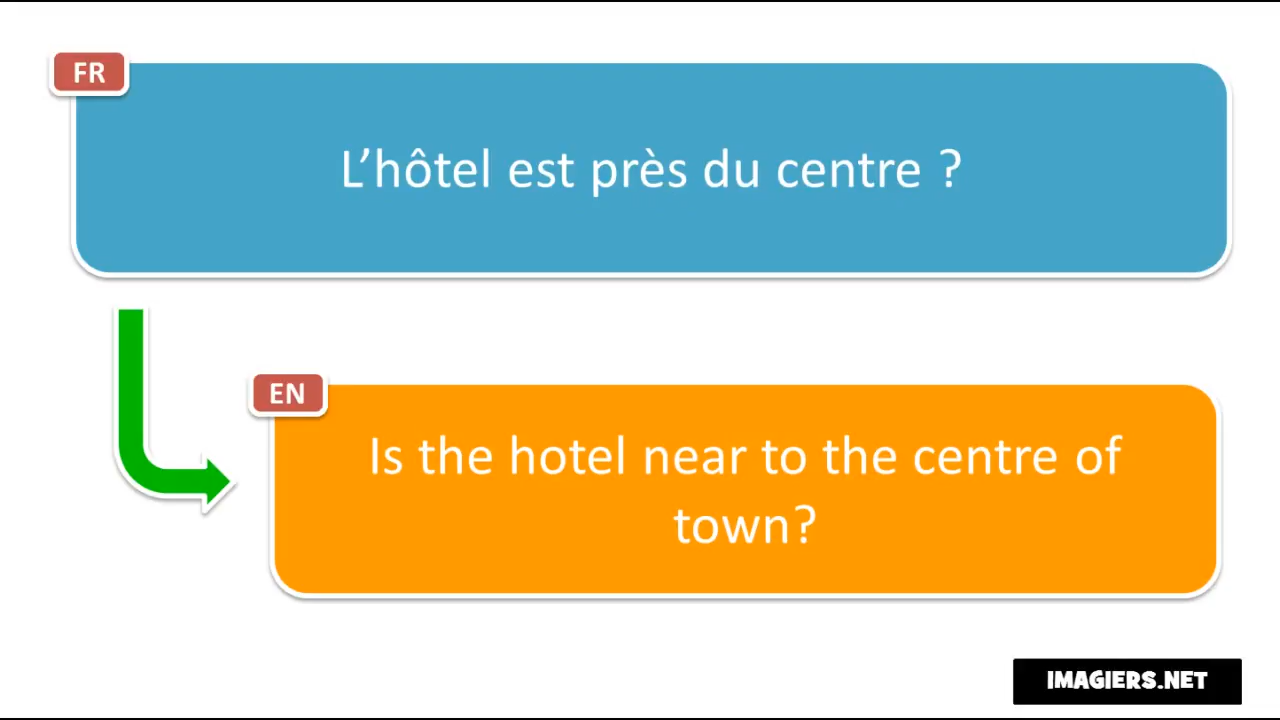 FR
L’hôtel est près du centre ?
EN
Is the hotel near to the centre of
town?
IMAGIERS.NET